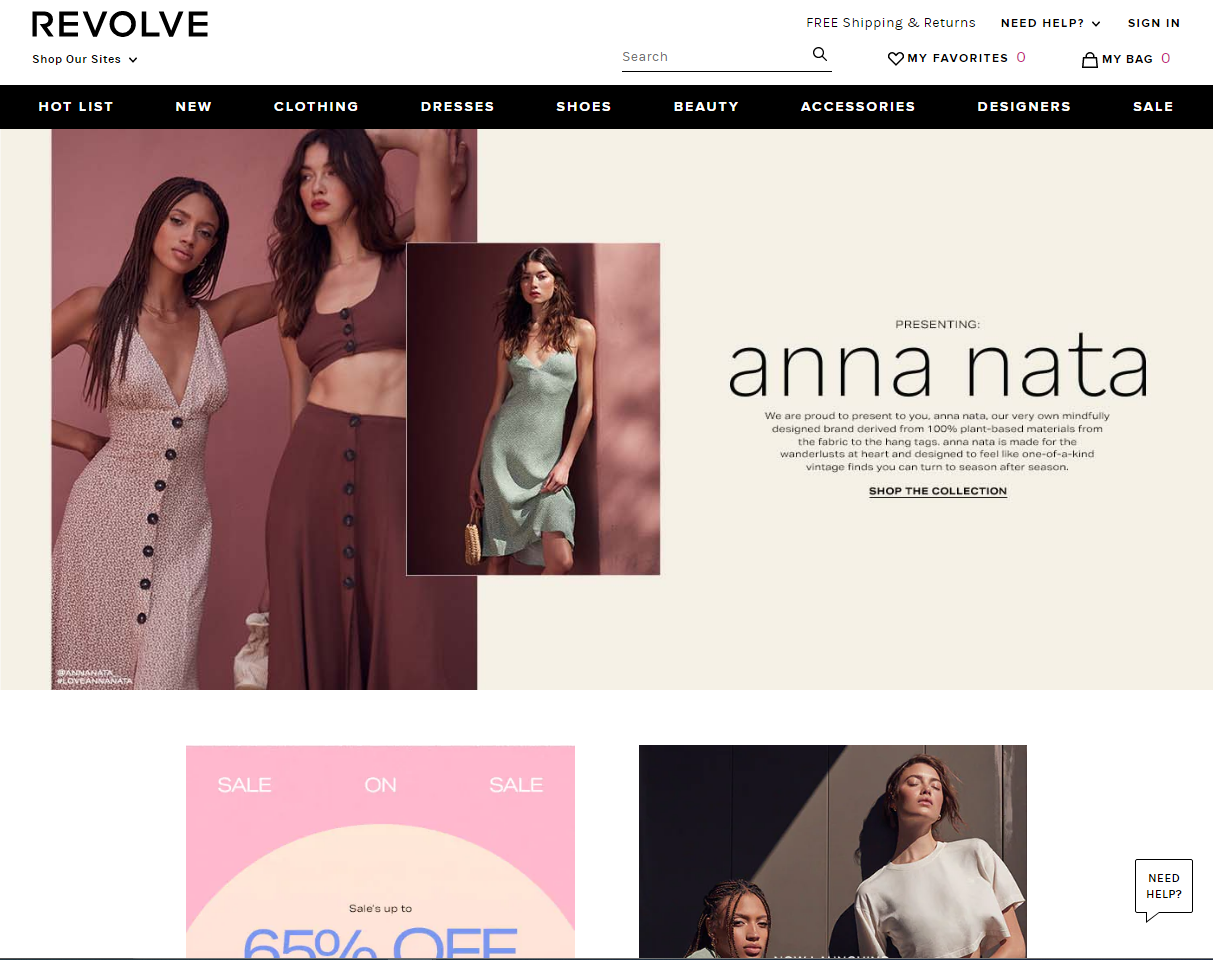 REVOLVE
FREE Shipping & Returns
NEED HELP?
SIGN IN
Shop Our Sites
Search
MY FAVORITES 0
MY BAG 0
HOT LIST
NEW
CLOTHING
DRESSES
SHOES
BEAUTY
ACCESSORIES
DESIGNERS
SALE
PRESENTING:
anna nata
We are proud to present to you, anna nata, our very own mindfully
designed brand derived from 100% plant-based materials from
the fabric to the hang tags. anna nata is made for the
wanderlusts at heart and designed to feel like one-of-a-kind
vintage finds you can turn to season after season.
SHOP THE COLLECTION
@ANNANATA_
#LOVEANNANATA
SALE ON SALE
Sale's up to
65% OFF
NOW LAUNCHING
NEED
HELP?